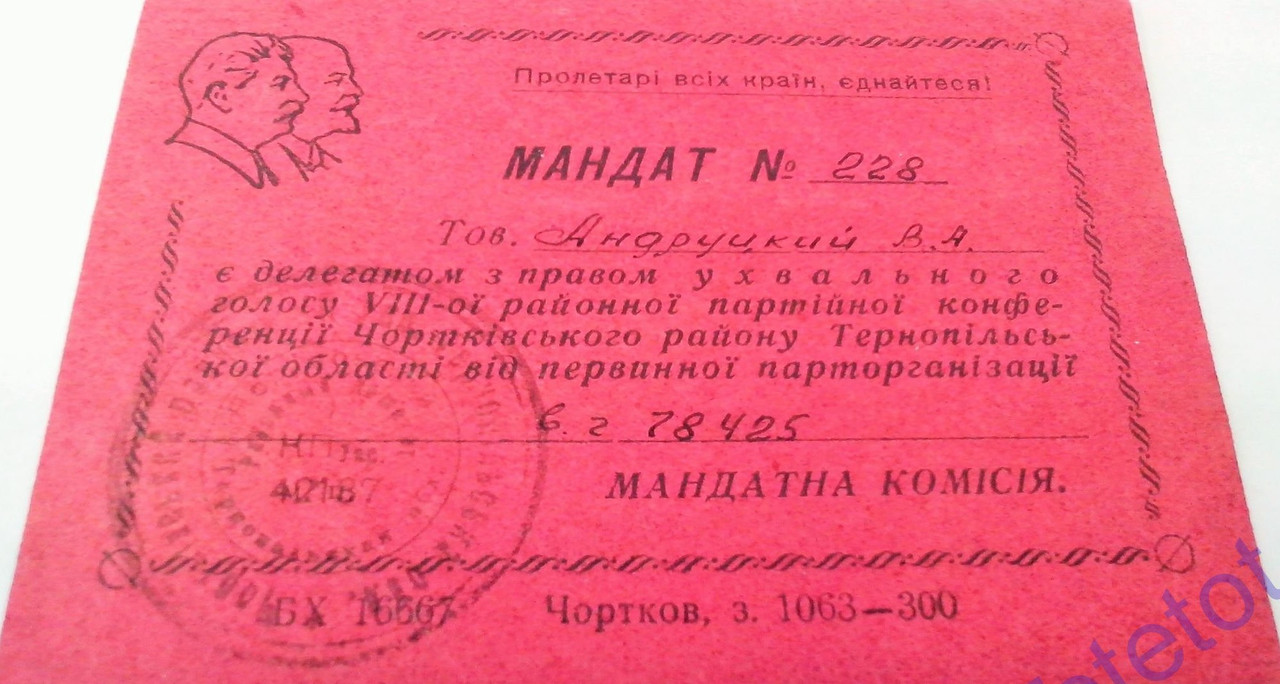 Пролетарі всіх країн, єднайтеся!
МАНДАТ № 228
Тов. Андруцкий В.А.
є делегатом з правом ухвального
голосу VIII-ої районної партійної конфе-
ренції Чортківського району Тернопільсь-
кої області від первинної парторганізації
в. г 78425
МАНДАТНА КОМІСІЯ.
БХ 16667 Чортков, з. 1063—300